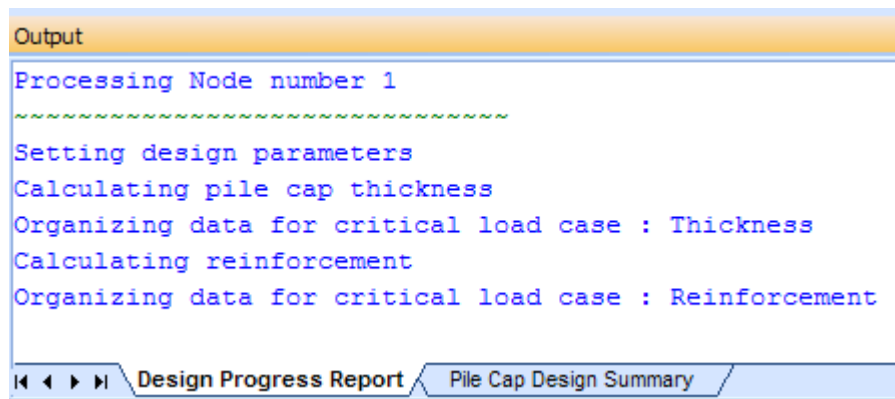 Output
Processing Node number 1
~~~~~~~~~~~~~~~~~~~~~~~~~~~~~~~
Setting design parameters
Calculating pile cap thickness
Organizing data for critical load case : Thickness
Calculating reinforcement
Organizing data for critical load case : Reinforcement
Design Progress Report Pile Cap Design Summary